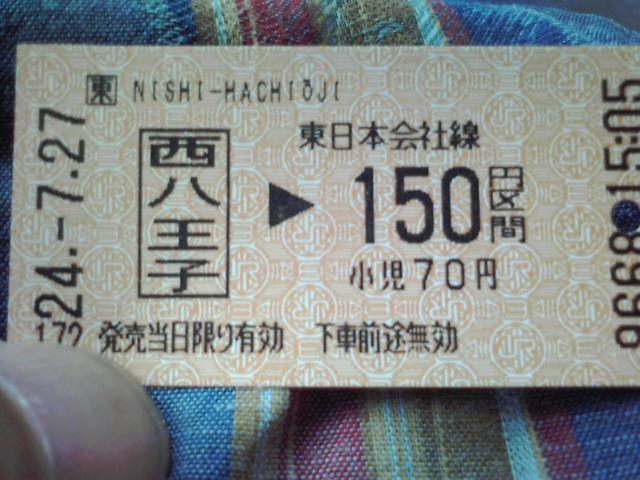 東 NISHI-HACHIŌJI
西八王子
東日本会社線
▶ 150円区間
小児70円
発売当日限り有効 下車前途無効
24.-7.27
172
15:05